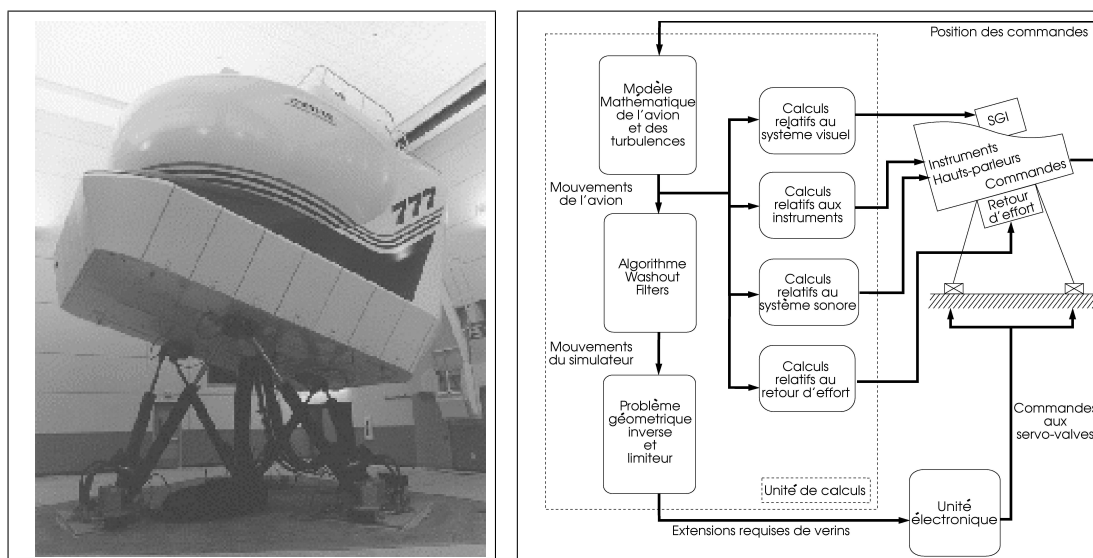 777
Position des commandes
Modèle
Mathématique
de l'avion
et des
turbulences
Calculs
relatifs au
système visuel
SGI
Instruments
Hauts-parleurs
Commandes
Retour
d'effort
Mouvements
de l'avion
Calculs
relatifs aux
instruments
Algorithme
Washout
Filters
Calculs
relatifs au
système sonore
Mouvements
du simulateur
Calculs
relatifs au
retour d'effort
Problème
géometrique
inverse
et
limiteur
Commandes
aux
servo-valves
Unité de calculs
Unité
électronique
Extensions requises de verins